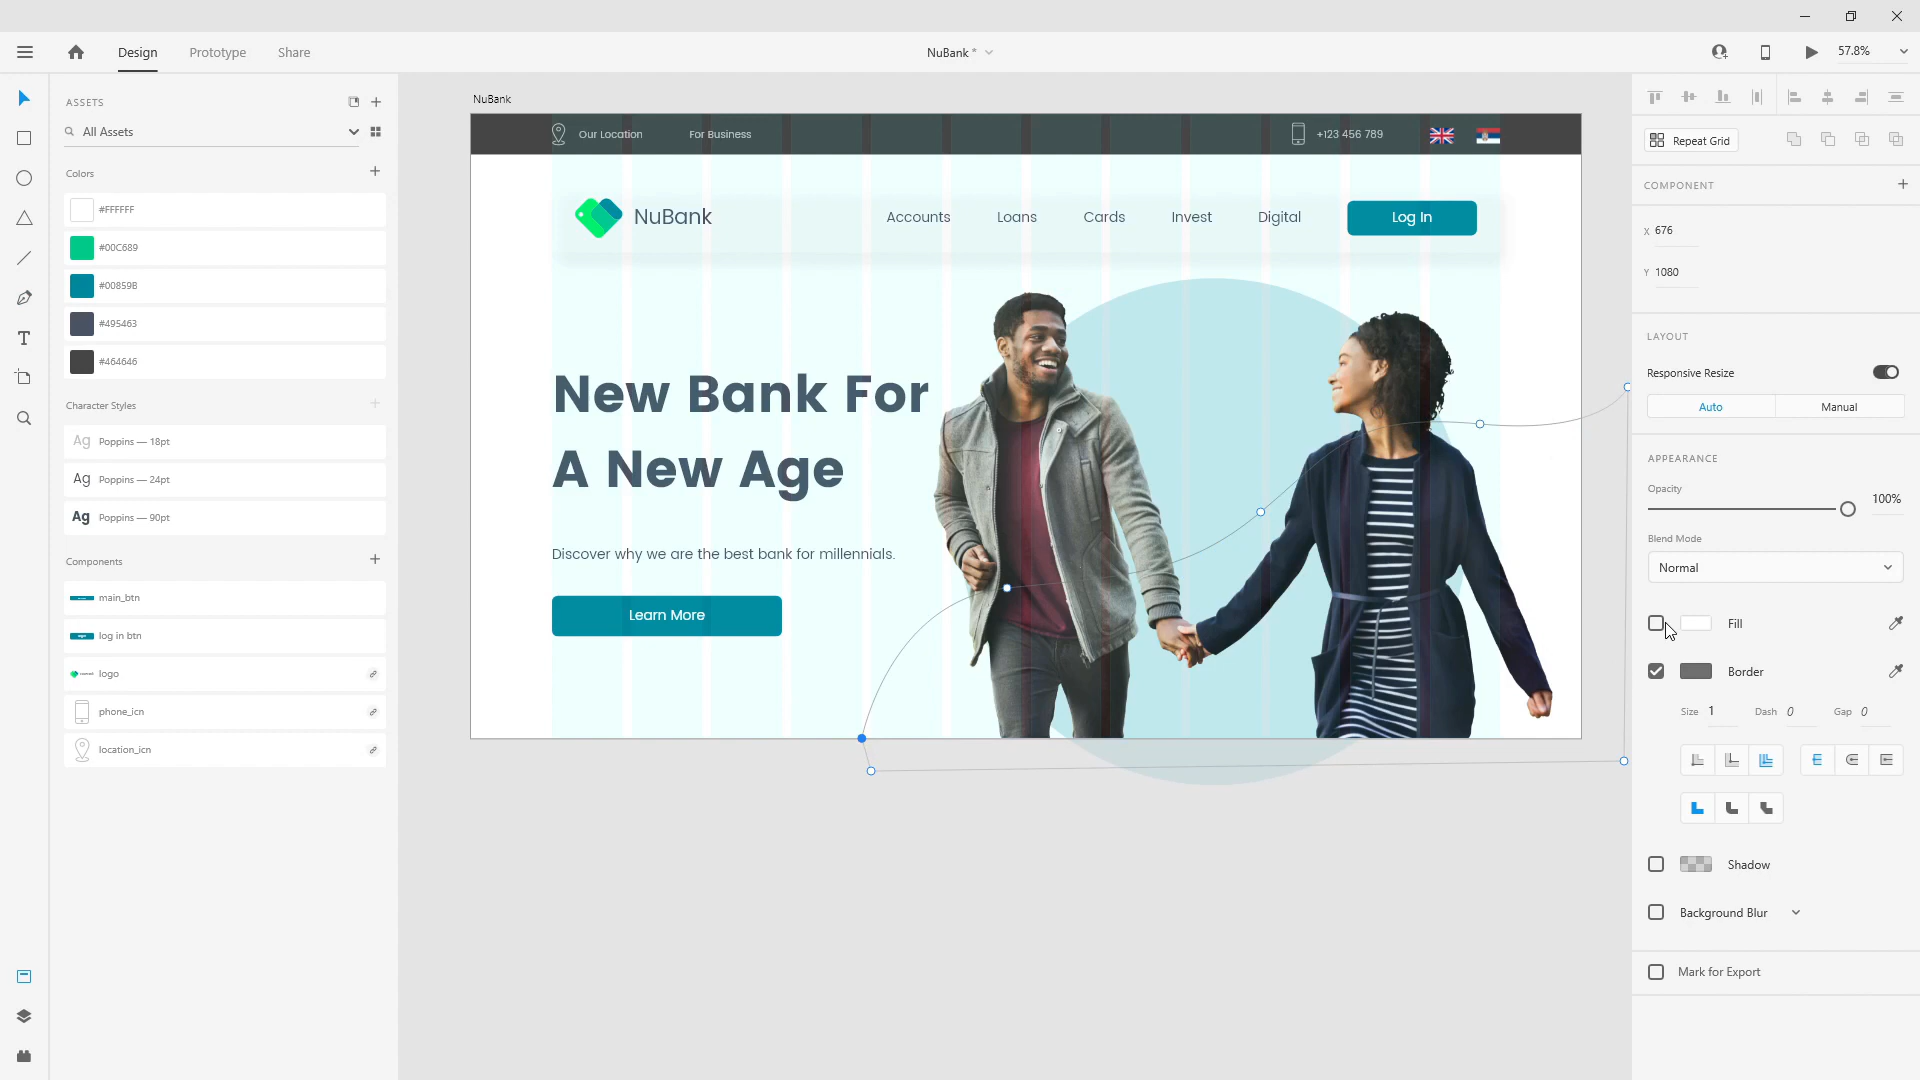 Design
Prototype
Share
NuBank *
57.8%
ASSETS
All Assets
Colors
#FFFFFF
#00C689
#00859B
#495463
#464646
Character Styles
Ag Poppins — 18pt
Ag Poppins — 24pt
Ag Poppins — 90pt
Components
main_btn
log in btn
logo
phone_icn
location_icn
NuBank
Our Location
For Business
+123 456 789
NuBank
Accounts
Loans
Cards
Invest
Digital
Log In
New Bank For
A New Age
Discover why we are the best bank for millennials.
Learn More
Repeat Grid
COMPONENT
X 676
Y 1080
LAYOUT
Responsive Resize
Auto
Manual
APPEARANCE
Opacity
100%
Blend Mode
Normal
Fill
Border
Size 1
Dash 0
Gap 0
Shadow
Background Blur
Mark for Export